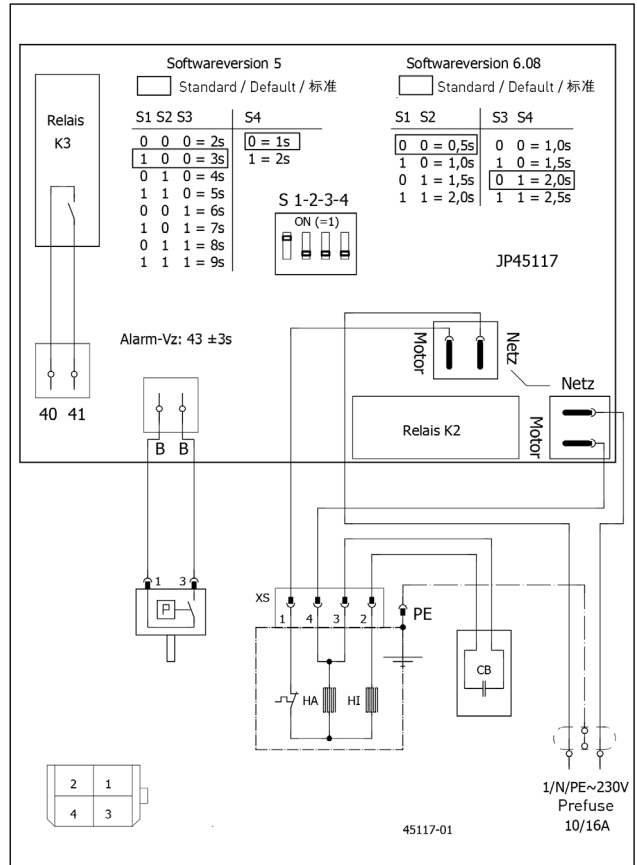 Softwareversion 5
Standard / Default / 标准
S1 S2 S3 S4
0 0 0 = 2s 0 = 1s
1 0 0 = 3s 1 = 2s
0 1 0 = 4s
1 1 0 = 5s
0 0 1 = 6s
1 0 1 = 7s
0 1 1 = 8s
1 1 1 = 9s
Softwareversion 6.08
Standard / Default / 标准
S1 S2 S3 S4
0 0 = 0,5s 0 0 = 1,0s
1 0 = 1,0s 1 0 = 1,5s
0 1 = 1,5s 0 1 = 2,0s
1 1 = 2,0s 1 1 = 2,5s
Relais
K3
S 1-2-3-4
ON (=1)
JP45117
Alarm-Vz: 43 ±3s
40 41
B B
Motor
Netz
Netz
Motor
Relais K2
1 3
P
XS
1 4 3 2
PE
HA HI
CB
2 1
4 3
1/N/PE~230V
Prefuse
10/16A
45117-01